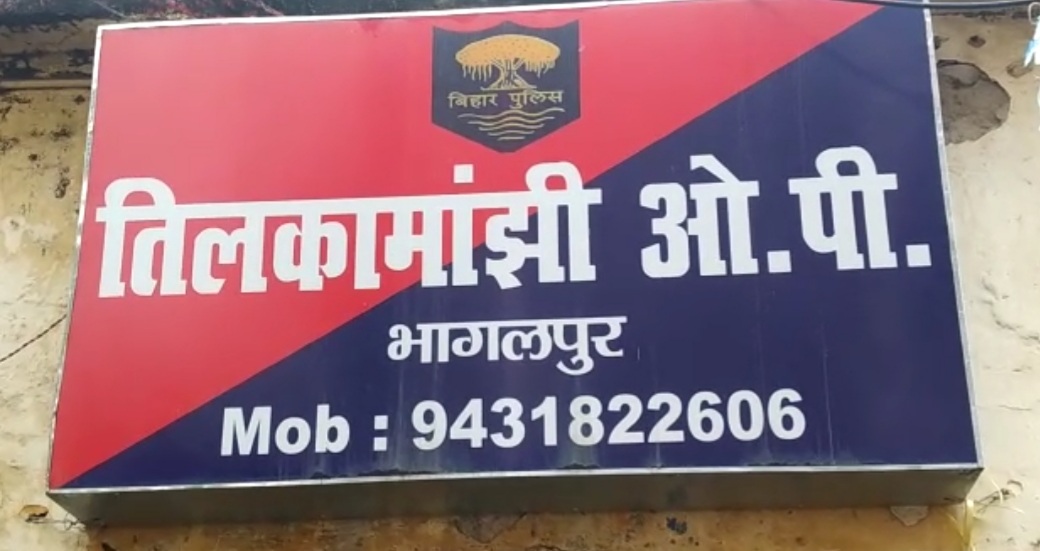 बिहार पुलिस
तिलकामांझी ओ.पी.
भागलपुर
Mob : 9431822606